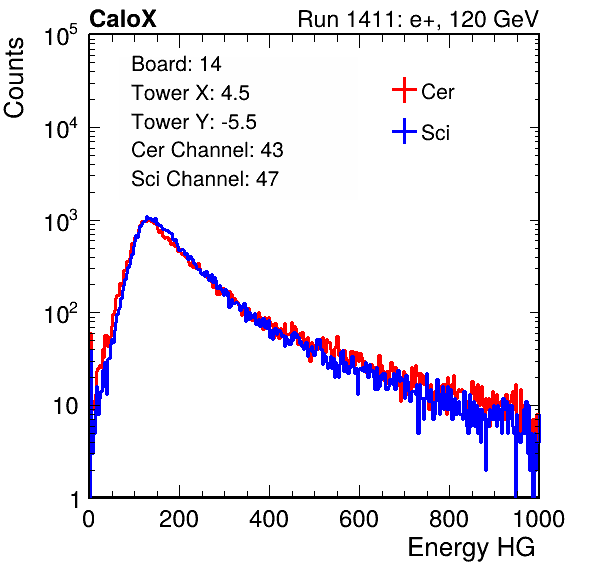 CaloX Run 1411: e+, 120 GeV
Counts
10^5
10^4
10^3
10^2
10
1
Board: 14
Tower X: 4.5
Tower Y: -5.5
Cer Channel: 43
Sci Channel: 47
Cer
Sci
0 200 400 600 800 1000
Energy HG